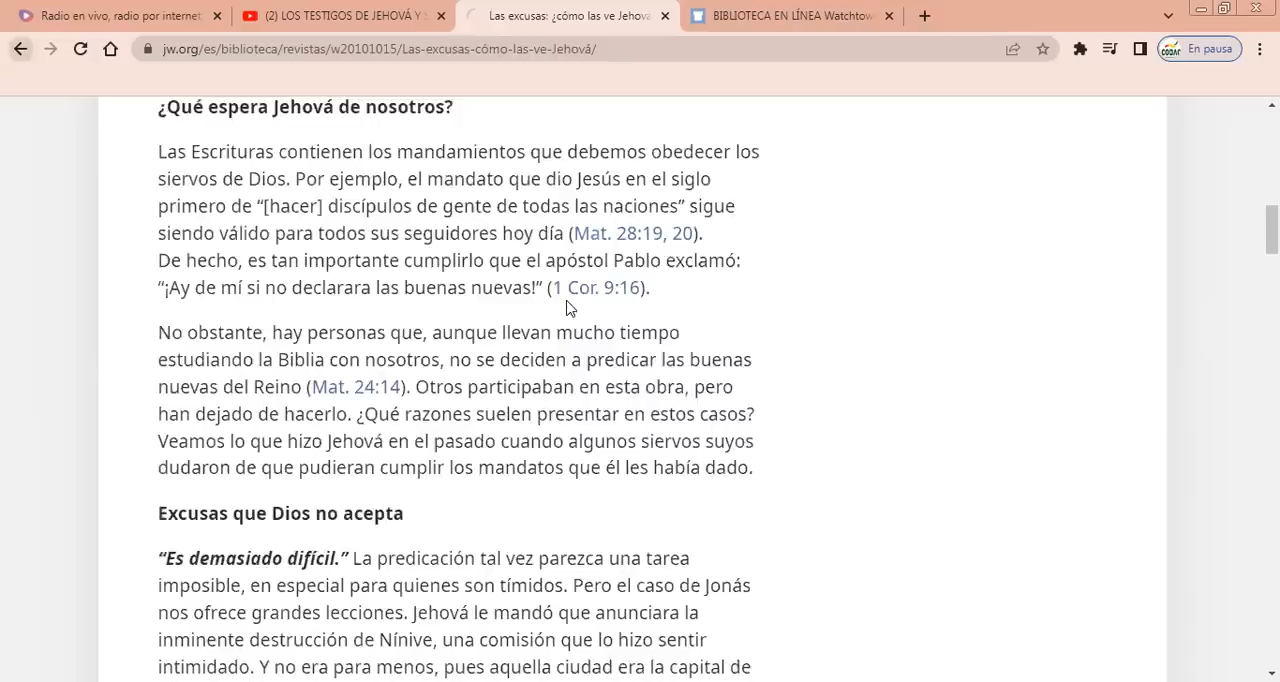 Radio en vivo, radio por internet
(2) LOS TESTIGOS DE JEHOVÁ Y S
Las excusas: ¿cómo las ve Jehová
BIBLIOTECA EN LÍNEA Watchtow
jw.org/es/biblioteca/revistas/w20101015/Las-excusas-cómo-las-ve-Jehová/
En pausa
¿Qué espera Jehová de nosotros?
Las Escrituras contienen los mandamientos que debemos obedecer los
siervos de Dios. Por ejemplo, el mandato que dio Jesús en el siglo
primero de “[hacer] discípulos de gente de todas las naciones” sigue
siendo válido para todos sus seguidores hoy día (Mat. 28:19, 20).
De hecho, es tan importante cumplirlo que el apóstol Pablo exclamó:
“¡Ay de mí si no declarara las buenas nuevas!” (1 Cor. 9:16).
No obstante, hay personas que, aunque llevan mucho tiempo
estudiando la Biblia con nosotros, no se deciden a predicar las buenas
nuevas del Reino (Mat. 24:14). Otros participaban en esta obra, pero
han dejado de hacerlo. ¿Qué razones suelen presentar en estos casos?
Veamos lo que hizo Jehová en el pasado cuando algunos siervos suyos
dudaron de que pudieran cumplir los mandatos que él les había dado.
Excusas que Dios no acepta
“Es demasiado difícil.” La predicación tal vez parezca una tarea
imposible, en especial para quienes son tímidos. Pero el caso de Jonás
nos ofrece grandes lecciones. Jehová le mandó que anunciara la
inminente destrucción de Nínive, una comisión que lo hizo sentir
intimidado. Y no era para menos, pues aquella ciudad era la capital de